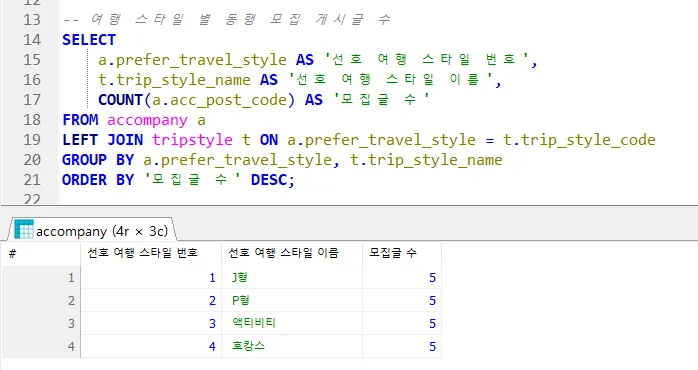 12
13 -- 여행 스타일 별 동행 모집 게시글 수
14 SELECT
15 a.prefer_travel_style AS '선호 여행 스타일 번호',
16 t.trip_style_name AS '선호 여행 스타일 이름',
17 COUNT(a.acc_post_code) AS '모집글 수'
18 FROM accompany a
19 LEFT JOIN tripstyle t ON a.prefer_travel_style = t.trip_style_code
20 GROUP BY a.prefer_travel_style, t.trip_style_name
21 ORDER BY '모집글 수' DESC;
22
accompany (4r × 3c)
# 선호 여행 스타일 번호 선호 여행 스타일 이름 모집글 수
1 1 J형 5
2 2 P형 5
3 3 액티비티 5
4 4 호캉스 5